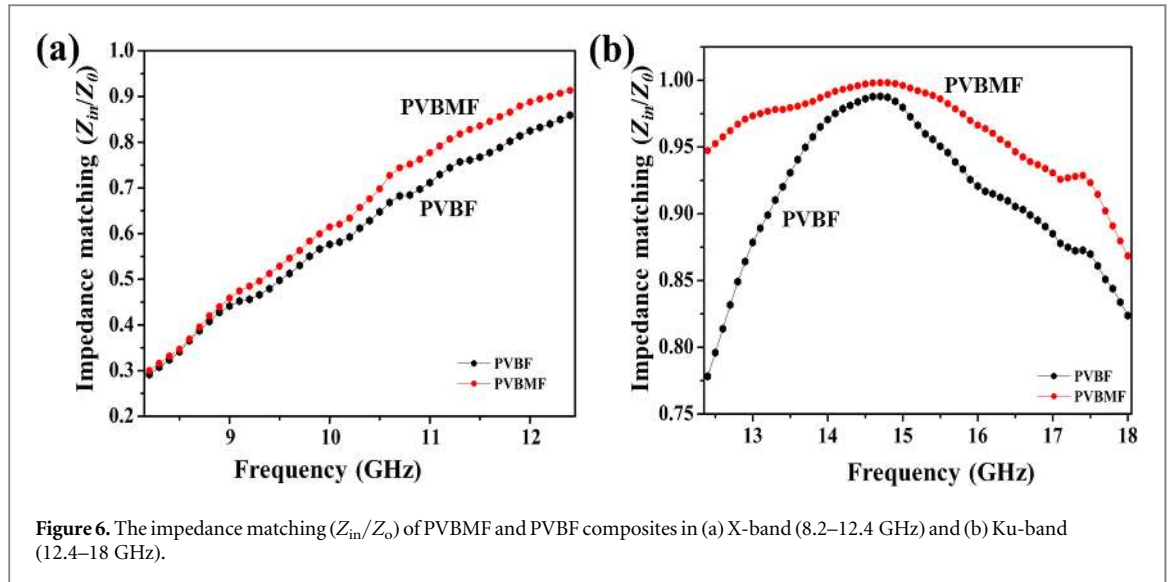 (a)
1.0
0.9
0.8
0.7
0.6
0.5
0.4
0.3
0.2
Impedance matching (Zin/Z0)
PVBMF
PVBF
PVBF
PVBMF
9
10
11
12
Frequency (GHz)
(b)
1.00
0.95
0.90
0.85
0.80
0.75
Impedance matching (Zin/Z0)
PVBMF
PVBF
PVBF
PVBMF
13
14
15
16
17
18
Frequency (GHz)
Figure 6. The impedance matching (Zin/Zo) of PVBMF and PVBF composites in (a) X-band (8.2–12.4 GHz) and (b) Ku-band
(12.4–18 GHz).